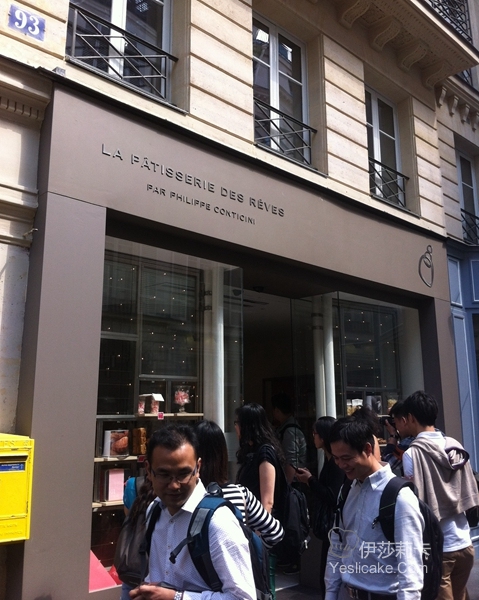 93
LA PÂTISSERIE DES RÊVES
PAR PHILIPPE CONTICINI
伊莎莉卡
Yeslicake.Com